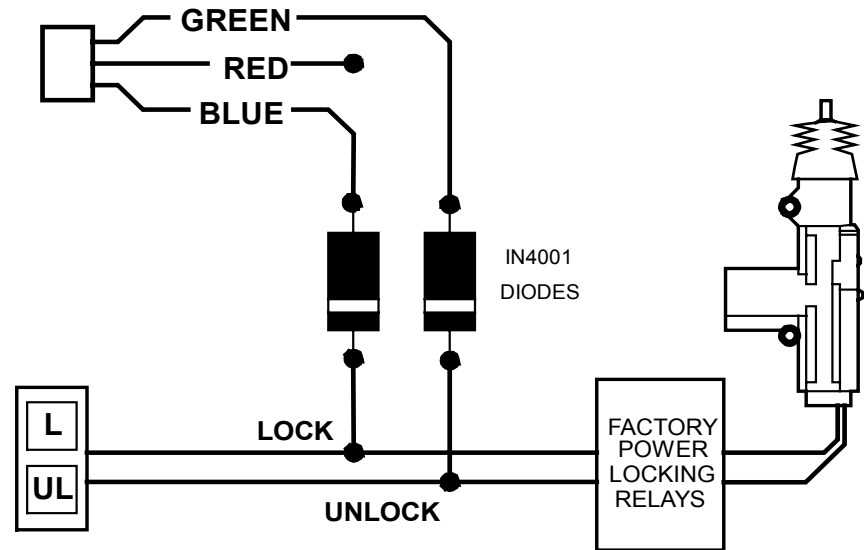 GREEN
RED
BLUE
IN4001
DIODES
L
LOCK
UL
UNLOCK
FACTORY
POWER
LOCKING
RELAYS